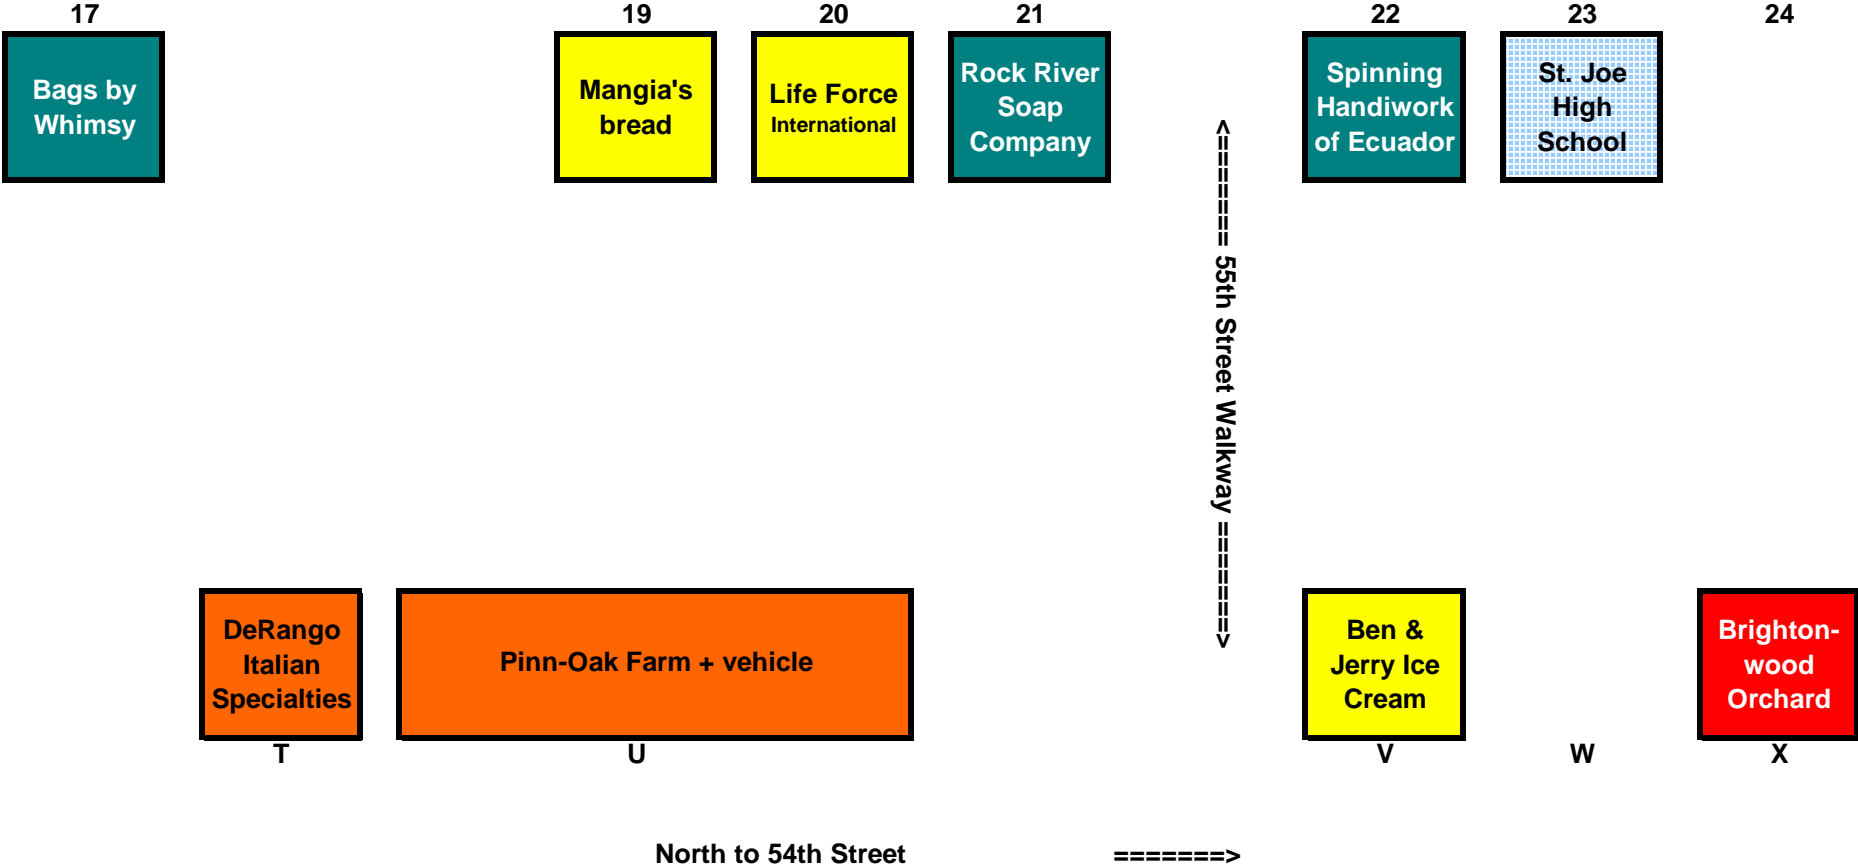 17 19 20 21 22 23 24
Bags by
Whimsy
Mangia's
bread
Life Force
International
Rock River
Soap
Company
Spinning
Handiwork
of Ecuador
St. Joe
High
School
<======= 55th Street Walkway =======>
DeRango
Italian
Specialties
Pinn-Oak Farm + vehicle
Ben &
Jerry Ice
Cream
Brighton-
wood
Orchard
T U V W X
North to 54th Street =======>